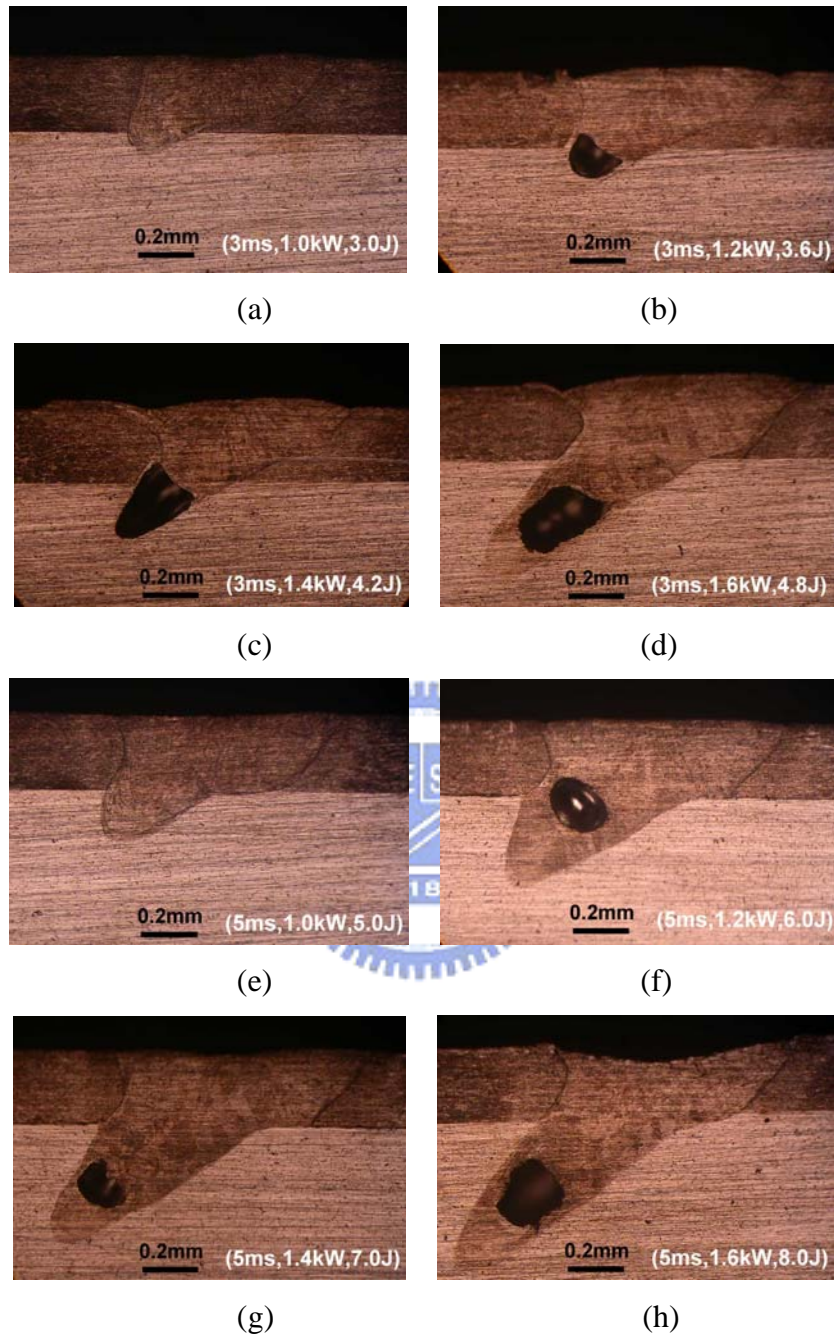 0.2mm (3ms,1.0kW,3.0J)
0.2mm (3ms,1.2kW,3.6J)
(a) (b)
0.2mm (3ms,1.4kW,4.2J)
0.2mm (3ms,1.6kW,4.8J)
(c) (d)
0.2mm (5ms,1.0kW,5.0J)
0.2mm (5ms,1.2kW,6.0J)
(e) (f)
0.2mm (5ms,1.4kW,7.0J)
0.2mm (5ms,1.6kW,8.0J)
(g) (h)